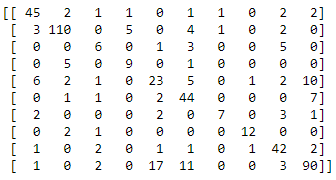 [[ 45 2 1 1 0 1 1 0 2 2]
[ 3 110 0 5 0 4 1 0 2 0]
[ 0 0 6 0 1 3 0 0 5 0]
[ 0 5 0 9 0 1 0 0 0 0]
[ 6 2 1 0 23 5 0 1 2 10]
[ 0 1 1 0 2 44 0 0 0 7]
[ 2 0 0 0 2 0 7 0 3 1]
[ 0 2 1 0 0 0 0 12 0 0]
[ 1 0 2 0 1 1 0 1 42 2]
[ 1 0 2 0 17 11 0 0 3 90]]